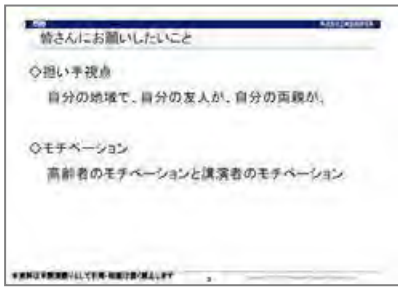 皆さんにお願いしたいこと
◇担い手視点
自分の地域で、自分の友人が、自分の両親が、
◇モチベーション
高齢者のモチベーションと講演者のモチベーション